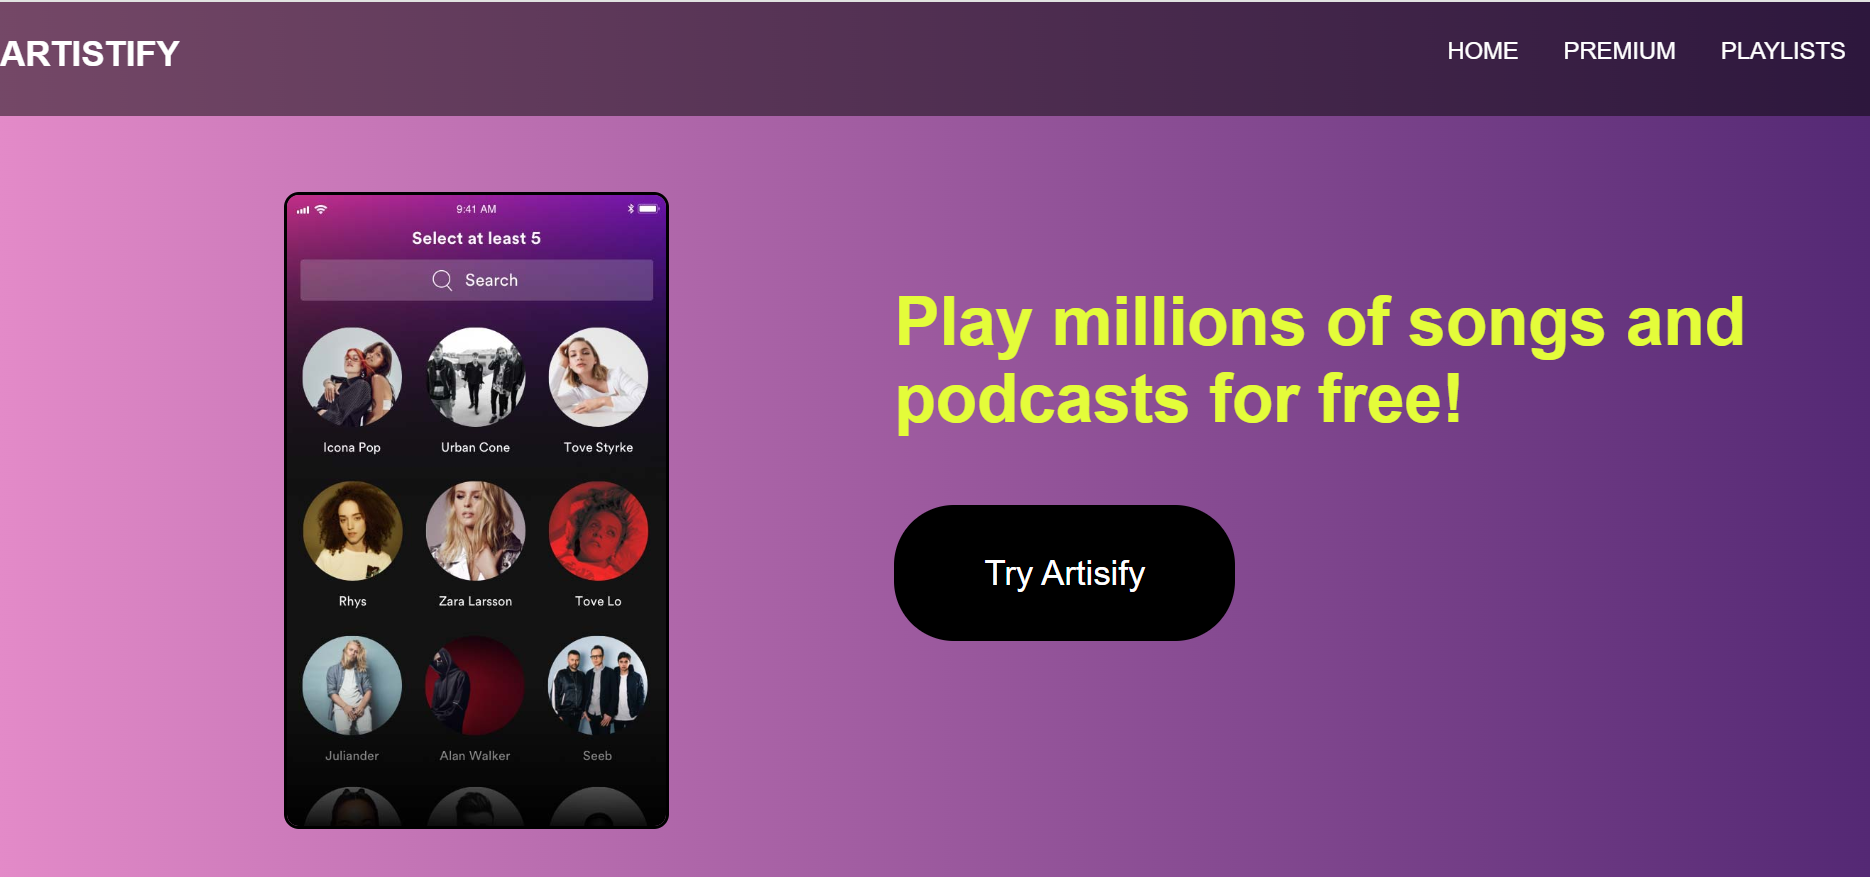 ARTISTIFY
HOME PREMIUM PLAYLISTS
9:41 AM
Select at least 5
Search
Icona Pop Urban Cone Tove Styrke
Rhys Zara Larsson Tove Lo
Juliander Alan Walker Seeb
Play millions of songs and
podcasts for free!
Try Artisify